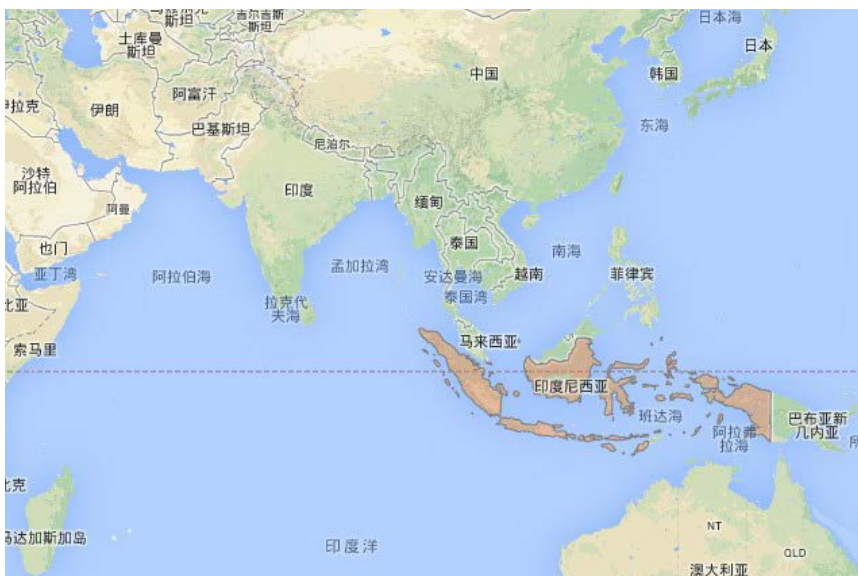 日本海
吉尔吉斯
斯坦
土库曼
斯坦
日本
中国
韩国
阿富汗
伊朗
伊拉克
巴基斯坦
东海
尼泊尔
沙特
阿拉伯
印度
缅甸
阿曼
泰国
也门
南海
亚丁湾
阿拉伯海
孟加拉湾
安达曼海
越南
菲律宾
泰国湾
拉克代
夫海
比亚
马来西亚
索马里
印度尼西亚
班达海
巴布亚新
几内亚
阿拉弗
拉海
比克
马达加斯加岛
印度洋
NT
QLD
澳大利亚